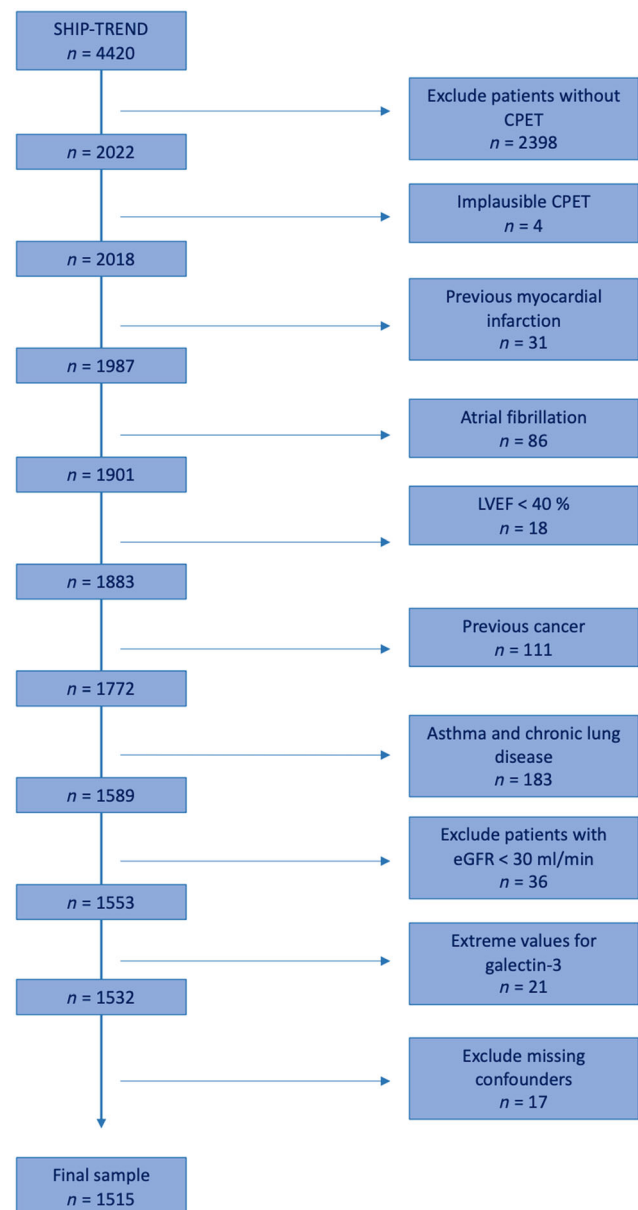 SHIP-TREND
n = 4420
Exclude patients without
CPET
n = 2398
n = 2022
Implausible CPET
n = 4
n = 2018
Previous myocardial
infarction
n = 31
n = 1987
Atrial fibrillation
n = 86
n = 1901
LVEF < 40 %
n = 18
n = 1883
Previous cancer
n = 111
n = 1772
Asthma and chronic lung
disease
n = 183
n = 1589
Exclude patients with
eGFR < 30 ml/min
n = 36
n = 1553
Extreme values for
galectin-3
n = 21
n = 1532
Exclude missing
confounders
n = 17
Final sample
n = 1515